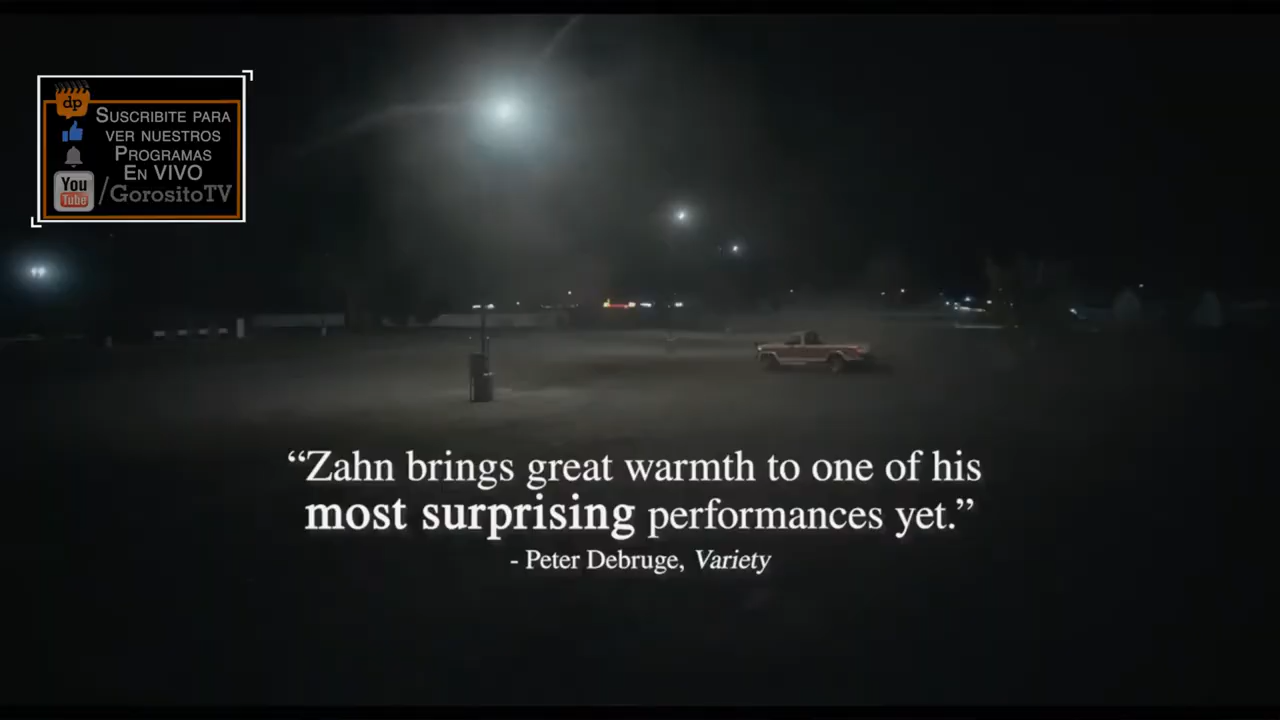 dp
SUSCRIBITE PARA
VER NUESTROS
PROGRAMAS
EN VIVO
You
Tube
/GorositoTV
“Zahn brings great warmth to one of his
most surprising performances yet.”
- Peter Debruge, Variety